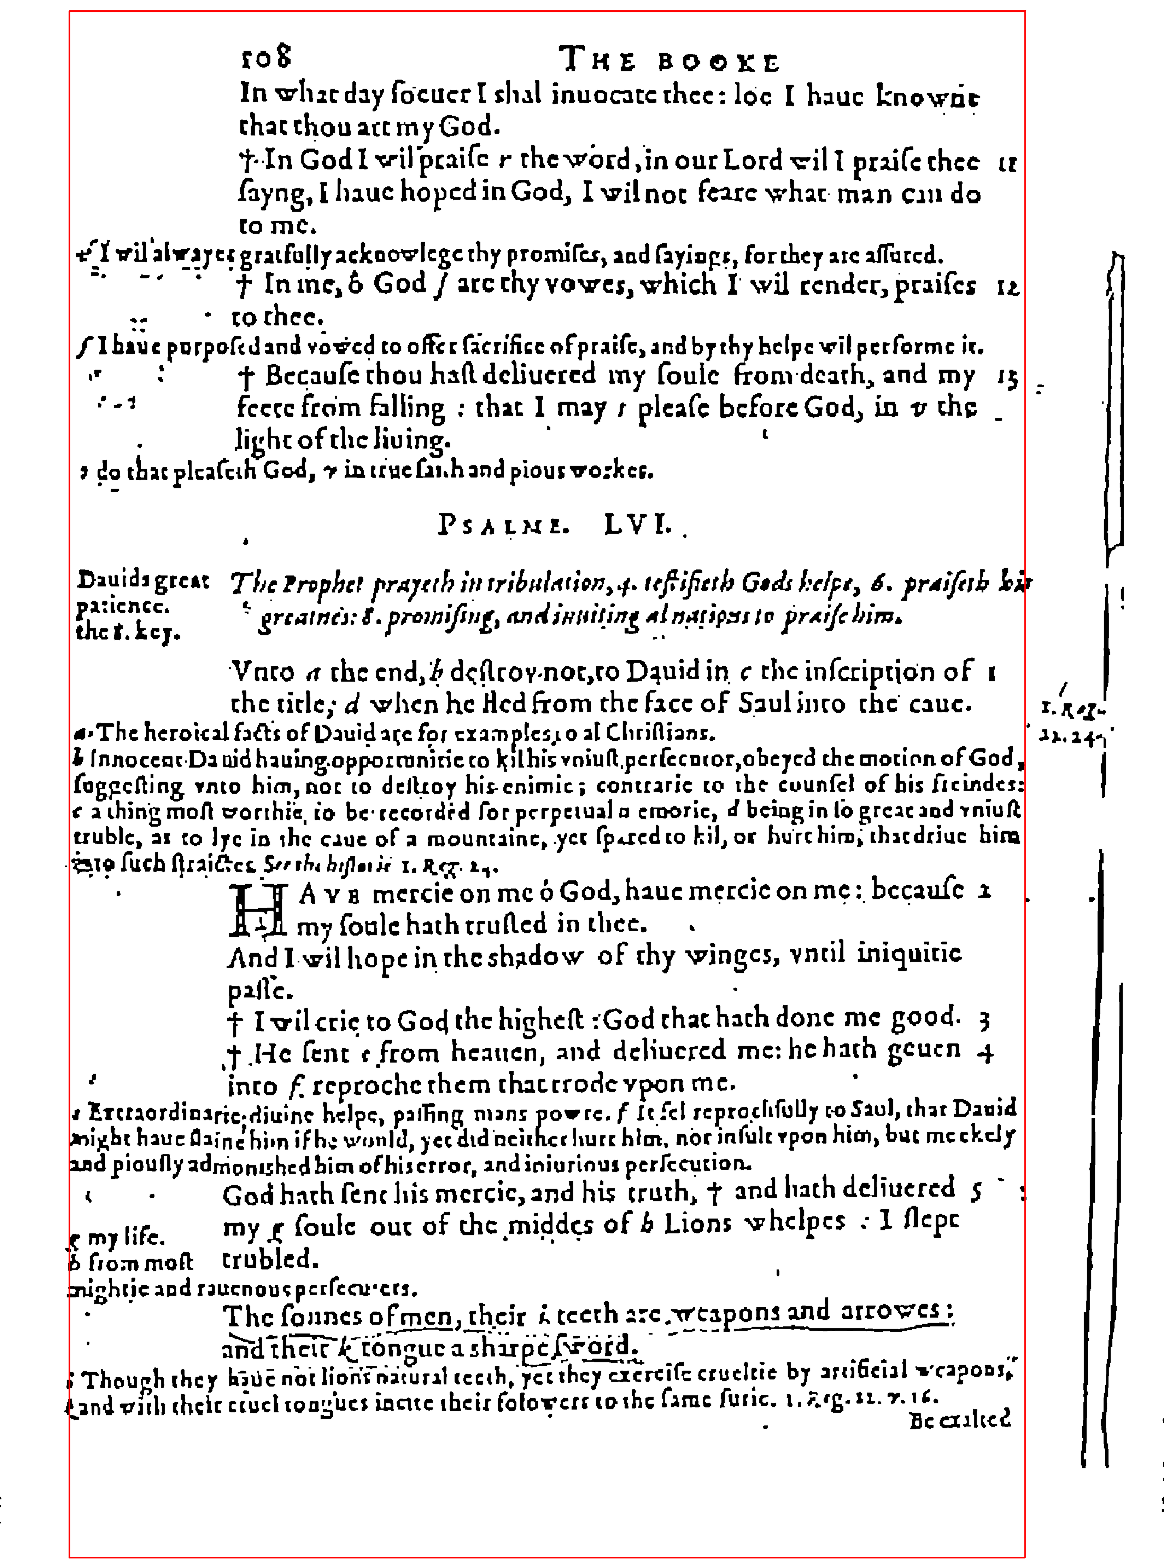 108 THE BOOKE
In what day ſoeuer I shal inuocate thee: loe I haue knowne
that thou art my God.
† In God I wil praiſe r the word, in our Lord wil I praiſe thee 11
ſayng, I haue hoped in God, I wil not feare what man can do
to me.
r I wil alwayes gratfully acknowlege thy promiſes, and ſayings, for they are aſſured.
† In me, ô God ſ are thy vowes, which I wil render, praiſes 12
to thee.
ſ I haue purpoſed and vowed to offer ſacrifice of praiſe, and by thy helpe wil performe it.
† Becauſe thou haſt deliuered my ſoule from death, and my 13
feete from falling : that I may t pleaſe before God, in v the
light of the liuing.
t do that pleaſeth God, v in true faith and pious workes.
PSALME. LVI.
Dauids great
patience.
the 8. key.
The Prophet prayeth in tribulation, 4. teſtifieth Gods helpe, 6. praiſeth his
greatnes: 8. promiſing, and inuiting al nations to praiſe him.
Vnto a the end, b deſtroy not, to Dauid in c the inſcription of 1
the title; d when he fled from the face of Saul into the caue.
1. Reg.
22. 24.
a The heroical facts of Dauid are for examples to al Chriſtians.
b Innocent Dauid hauing opportunitie to kil his vniuſt perſecutor, obeyed the motion of God,
ſuggeſting vnto him, not to deſtroy his enimie; contrarie to the counſel of his freindes:
c a thing moſt worthie to be recorded for perpetual memorie, d being in ſo great and vniuſt
truble, as to lye in the caue of a mountaine, yet ſpared to kil, or hurt him, that driue him
into ſuch ſtraictes. See the hiſtorie 1. Reg. 24.
HAVE mercie on me ô God, haue mercie on me: becauſe 2
my ſoule hath truſted in thee.
And I wil hope in the shadow of thy winges, vntil iniquitie
paſſe.
† I wil crie to God the higheſt : God that hath done me good. 3
† He ſent e from heauen, and deliuered me: he hath geuen 4
into f reproche them that trode vpon me.
e Extraordinarie diuine helpe, paſſing mans powre. f It fel reprochfully to Saul, that Dauid
might haue ſlaine him if he would, yet did neither hurt him, nor inſult vpon him, but meekely
and piouſly admonished him of his error, and iniurious perſecution.
God hath ſent his mercie, and his truth, † and hath deliuered 5
my g ſoule out of the middes of h Lions whelpes : I ſlept
trubled.
g my life.
h from moſt
mightie and rauenous perſecuters.
The ſonnes of men, their i teeth are weapons and arrowes:
and their k tongue a sharpe ſword.
i Though they haue not lions natural teeth, yet they exerciſe crueltie by artificial weapons,
k and with their cruel tongues incite their folowers to the ſame furie. 1. Reg. 22. v. 16.
Be exalted